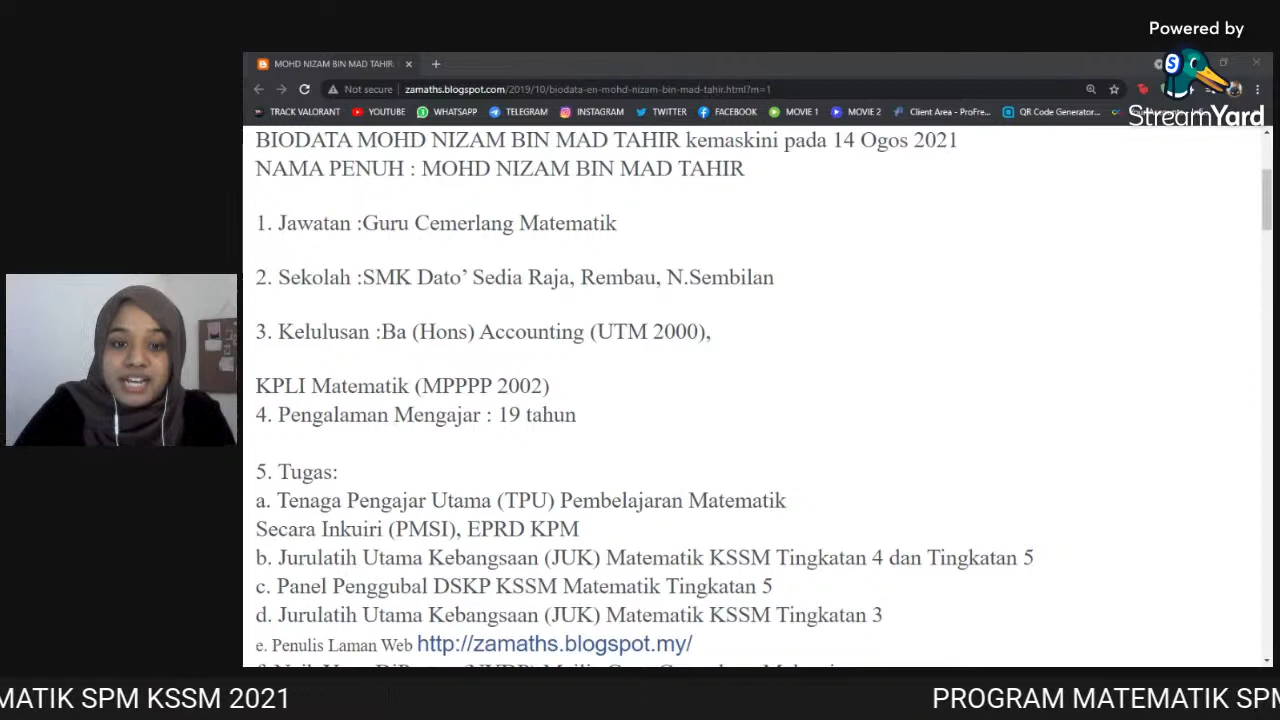 Powered by
StreamYard
MOHD NIZAM BIN MAD TAHIR
Not secure
zamaths.blogspot.com/2019/10/biodata-en-mohd-nizam-bin-mad-tahir.html?m=1
TRACK VALORANT YOUTUBE WHATSAPP TELEGRAM INSTAGRAM TWITTER FACEBOOK MOVIE 1 MOVIE 2 Client Area - ProFre... QR Code Generator...
BIODATA MOHD NIZAM BIN MAD TAHIR kemaskini pada 14 Ogos 2021
NAMA PENUH : MOHD NIZAM BIN MAD TAHIR
1. Jawatan :Guru Cemerlang Matematik
2. Sekolah :SMK Dato’ Sedia Raja, Rembau, N.Sembilan
3. Kelulusan :Ba (Hons) Accounting (UTM 2000),
KPLI Matematik (MPPPP 2002)
4. Pengalaman Mengajar : 19 tahun
5. Tugas:
a. Tenaga Pengajar Utama (TPU) Pembelajaran Matematik
Secara Inkuiri (PMSI), EPRD KPM
b. Jurulatih Utama Kebangsaan (JUK) Matematik KSSM Tingkatan 4 dan Tingkatan 5
c. Panel Penggubal DSKP KSSM Matematik Tingkatan 5
d. Jurulatih Utama Kebangsaan (JUK) Matematik KSSM Tingkatan 3
e. Penulis Laman Web http://zamaths.blogspot.my/
MATIK SPM KSSM 2021
PROGRAM MATEMATIK SPM